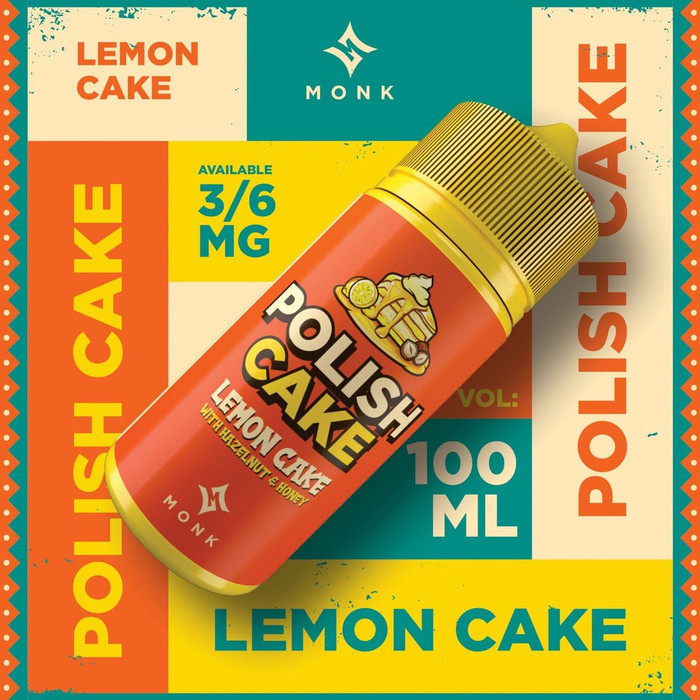 LEMON
CAKE
MONK
AVAILABLE
3/6
MG
POLISH CAKE
POLISH CAKE
POLISH
CAKE
LEMON CAKE
WITH HAZELNUT & HONEY
MONK
VOL:
100
ML
LEMON CAKE